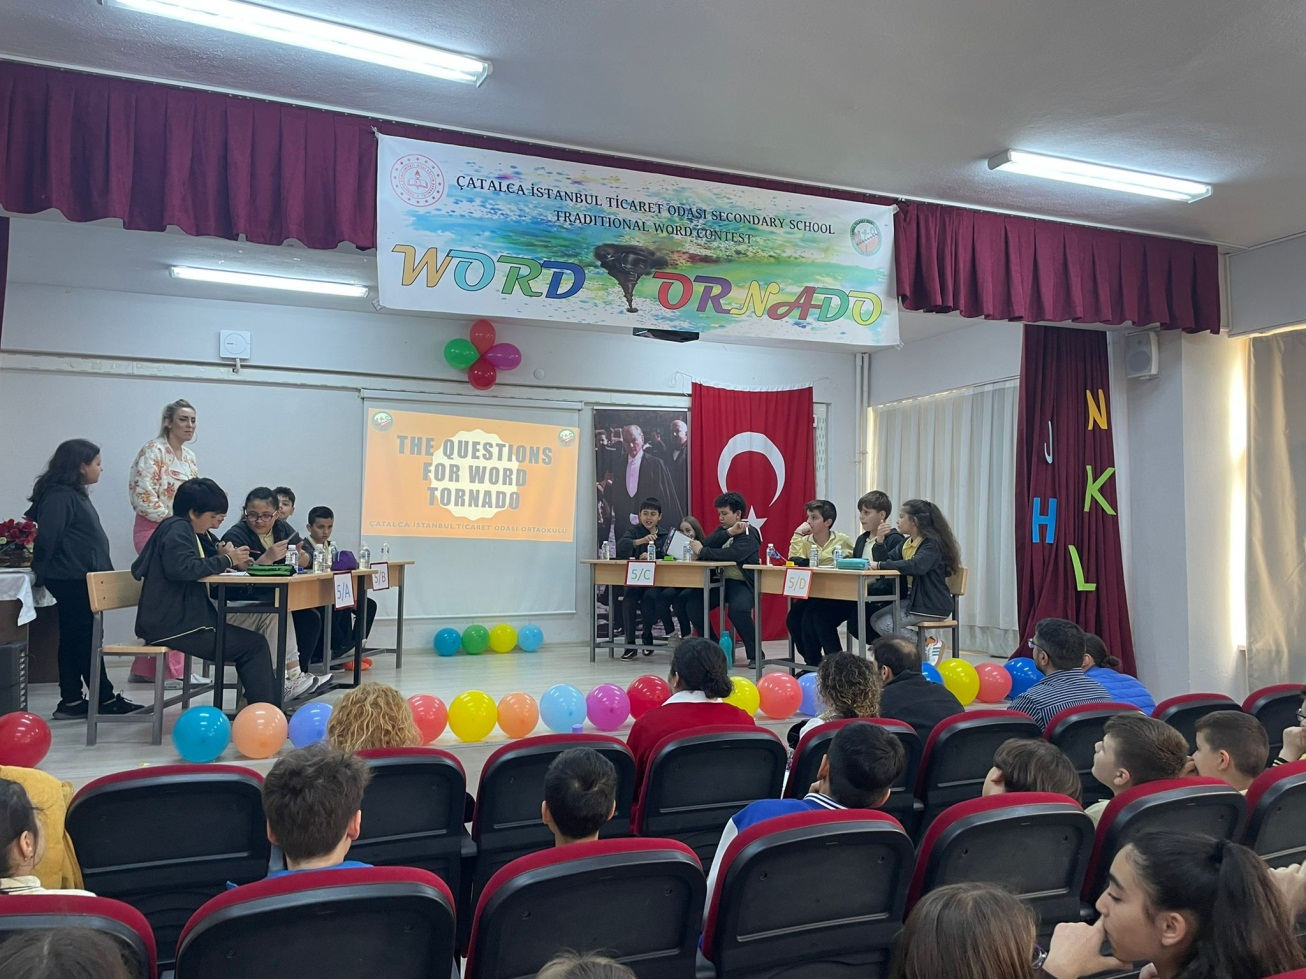 ÇATALCA İSTANBUL TİCARET ODASI SECONDARY SCHOOL
TRADITIONAL WORD CONTEST
WORD TORNADO
THE QUESTIONS
FOR WORD
TORNADO
ÇATALCA İSTANBUL TİCARET ODASI ORTAOKULU
5/A
5/B
5/C
5/D
J
N
K
H
L